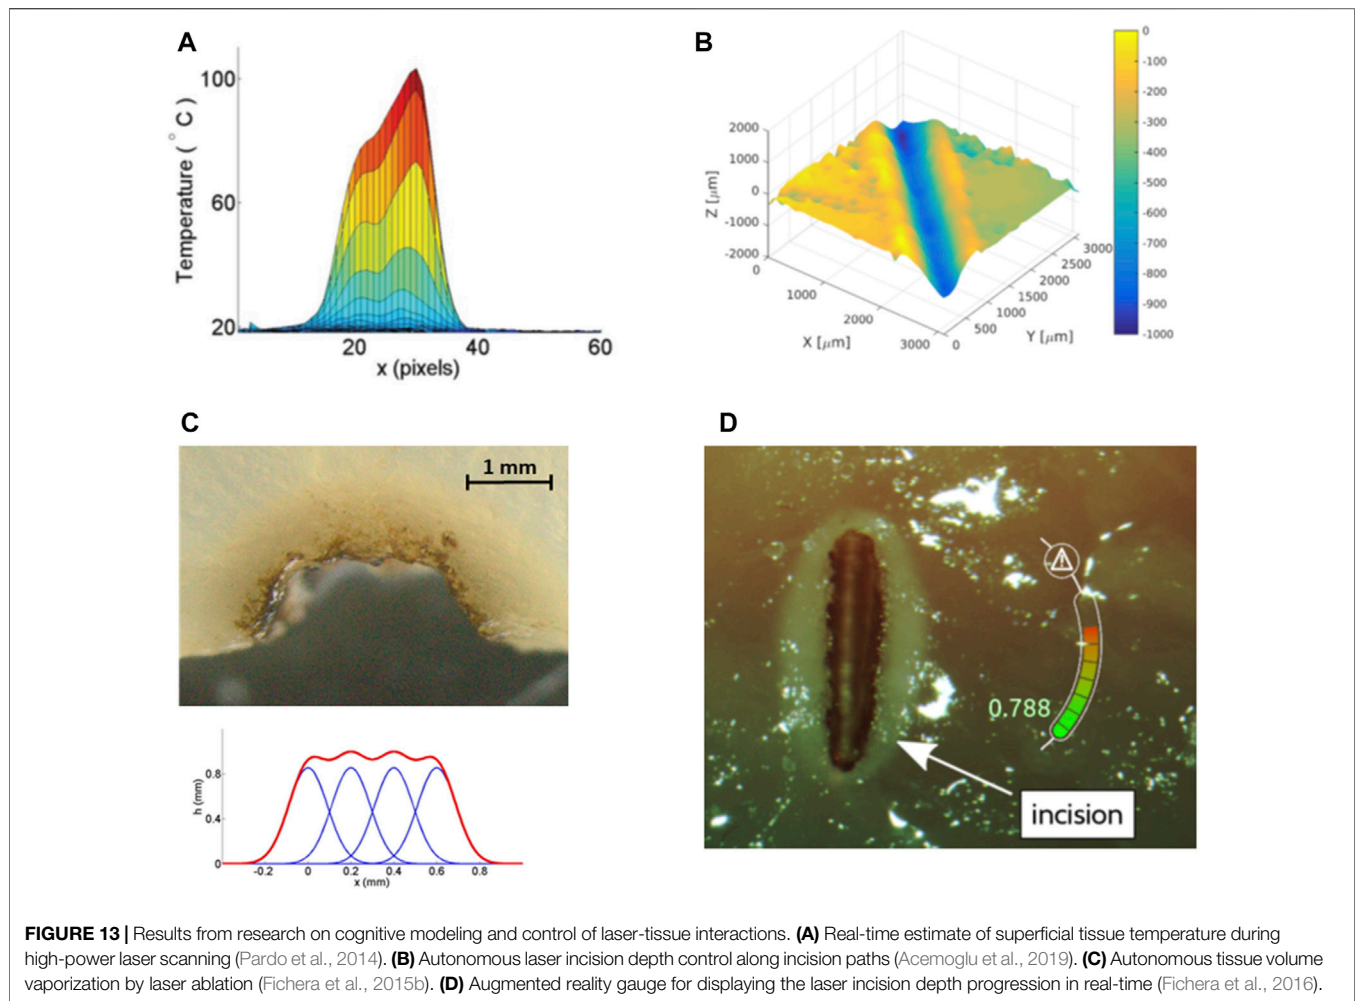 A
Temperature ( ° C )
100
60
20
20
40
60
x (pixels)
B
2000
1000
0
-1000
-2000
Z [μm]
0
1000
2000
3000
X [μm]
0
500
1000
1500
2000
2500
3000
Y [μm]
0
-100
-200
-300
-400
-500
-600
-700
-800
-900
-1000
C
1 mm
h (mm)
0.8
0.4
0
-0.2
0
0.2
0.4
0.6
0.8
x (mm)
D
0.788
incision
FIGURE 13 | Results from research on cognitive modeling and control of laser-tissue interactions. (A) Real-time estimate of superficial tissue temperature during
high-power laser scanning (Pardo et al., 2014). (B) Autonomous laser incision depth control along incision paths (Acemoglu et al., 2019). (C) Autonomous tissue volume
vaporization by laser ablation (Fichera et al., 2015b). (D) Augmented reality gauge for displaying the laser incision depth progression in real-time (Fichera et al., 2016).